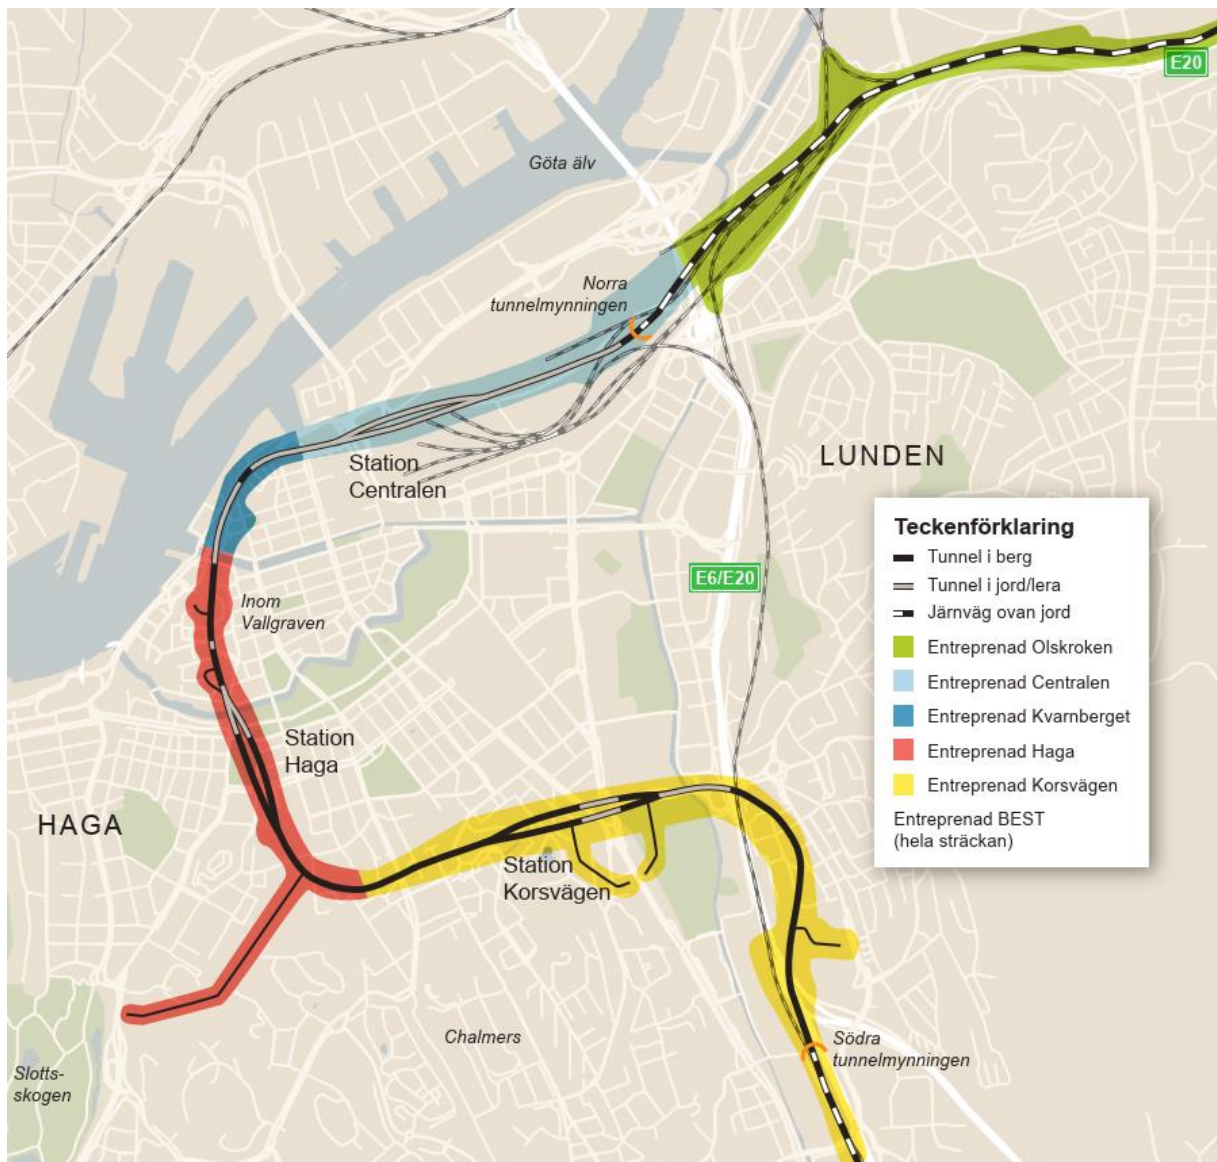 E20
Göta älv
Norra
tunnelmynningen
Station
Centralen
LUNDEN
Teckenförklaring
Tunnel i berg
Tunnel i jord/lera
Järnväg ovan jord
Entreprenad Olskroken
Entreprenad Centralen
Entreprenad Kvarnberget
Entreprenad Haga
Entreprenad Korsvägen
Entreprenad BEST
(hela sträckan)
E6/E20
Inom
Vallgraven
Station
Haga
HAGA
Station
Korsvägen
Chalmers
Södra
tunnelmynningen
Slotts-
skogen